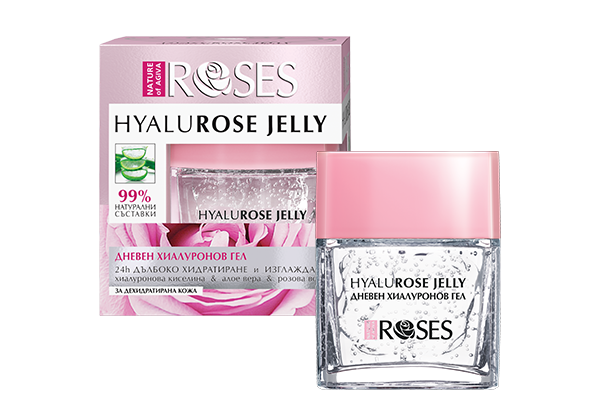 NATURE of AGIVA
ROSES
HYALUROSE JELLY
99%
НАТУРАЛНИ
СЪСТАВКИ
HYALUROSE JELLY
ДНЕВЕН ХИАЛУРОНОВ ГЕЛ
24h ДЪЛБОКО ХИДРАТИРАНЕ и ИЗГЛАЖДА
хиалуронова киселина & алое вера & розова во
ЗА ДЕХИДРАТИРАНА КОЖА
HYALUROSE JELLY
ДНЕВЕН ХИАЛУРОНОВ ГЕЛ
ROSES